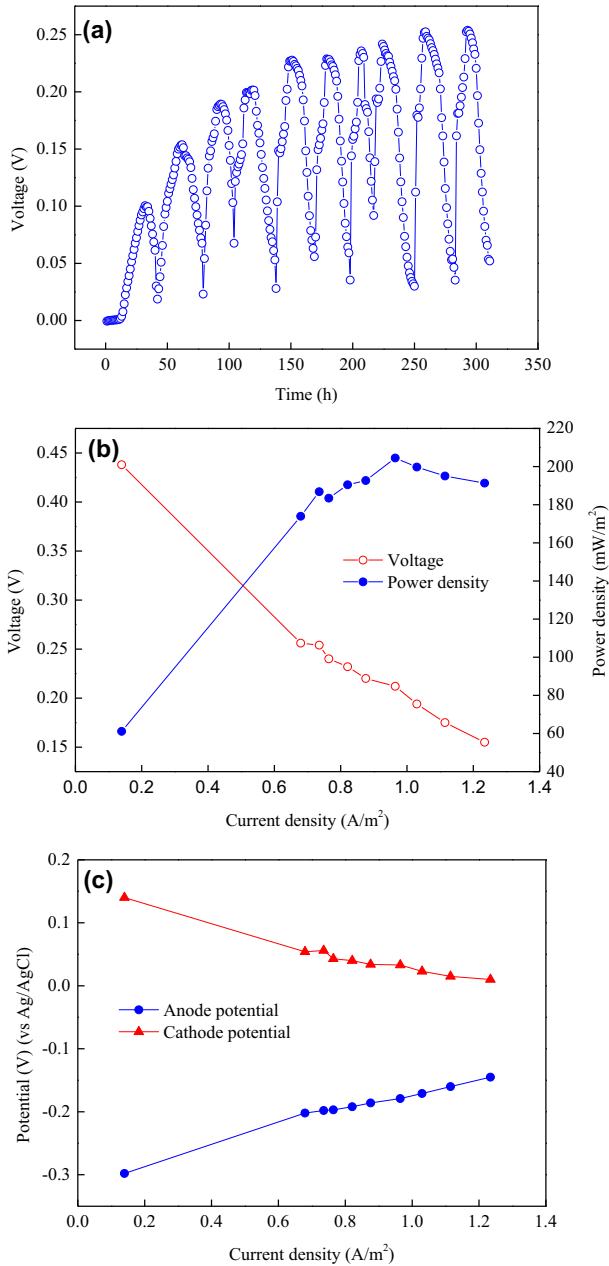 (a)
0.25
0.20
0.15
0.10
0.05
0.00
Voltage (V)
0 50 100 150 200 250 300 350
Time (h)
(b)
0.45
0.40
0.35
0.30
0.25
0.20
0.15
Voltage (V)
220
200
180
160
140
120
100
80
60
40
Power density (mW/m²)
Voltage
Power density
0.0 0.2 0.4 0.6 0.8 1.0 1.2 1.4
Current density (A/m²)
(c)
0.2
0.1
0.0
-0.1
-0.2
-0.3
Potential (V) (vs Ag/AgCl)
Anode potential
Cathode potential
0.0 0.2 0.4 0.6 0.8 1.0 1.2 1.4
Current density (A/m²)